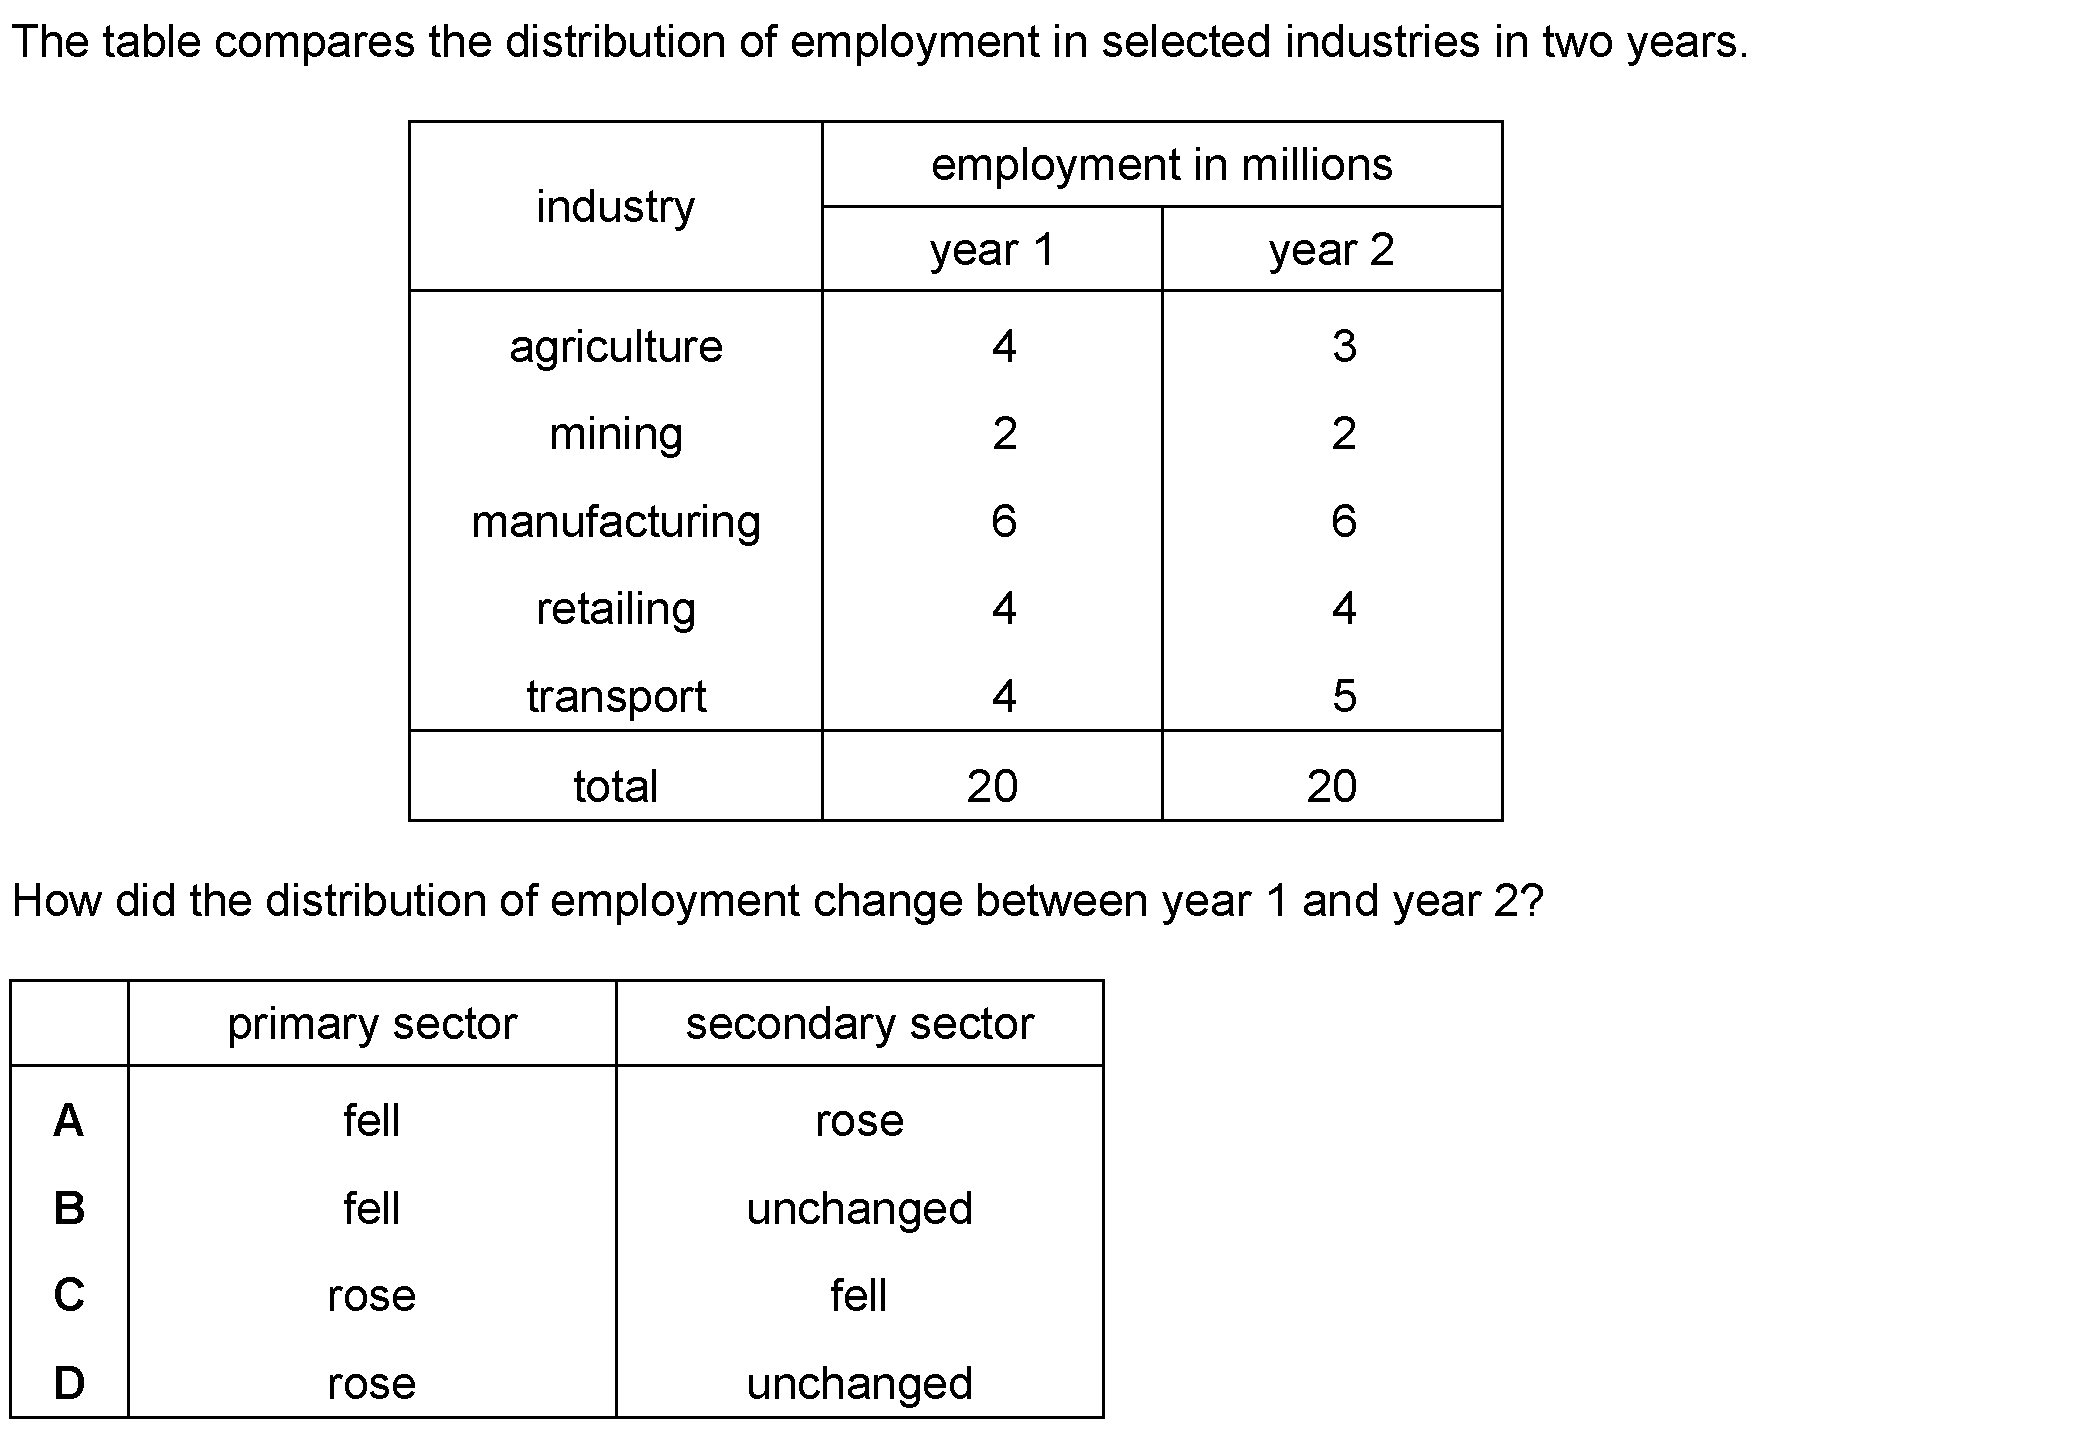 The table compares the distribution of employment in selected industries in two years.
industry employment in millions
year 1 year 2
agriculture 4 3
mining 2 2
manufacturing 6 6
retailing 4 4
transport 4 5
total 20 20
How did the distribution of employment change between year 1 and year 2?
primary sector secondary sector
A fell rose
B fell unchanged
C rose fell
D rose unchanged